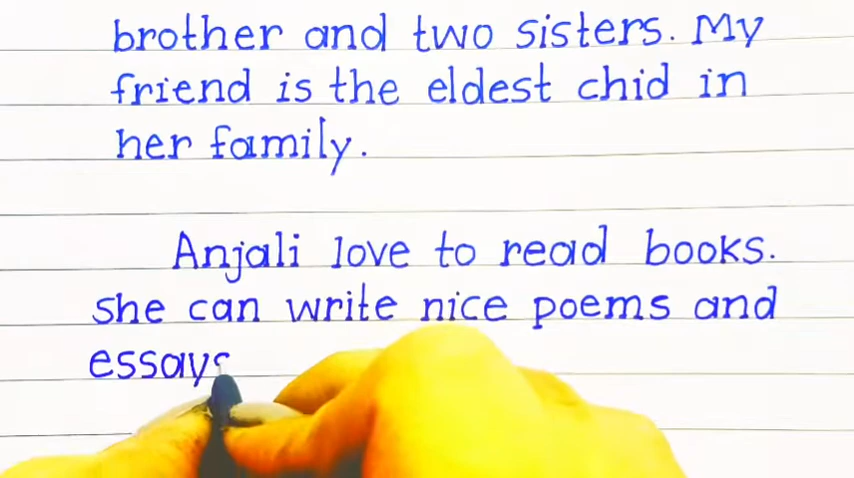 brother and two sisters. My
friend is the eldest chid in
her family.
Anjali love to read books.
she can write nice poems and
essays